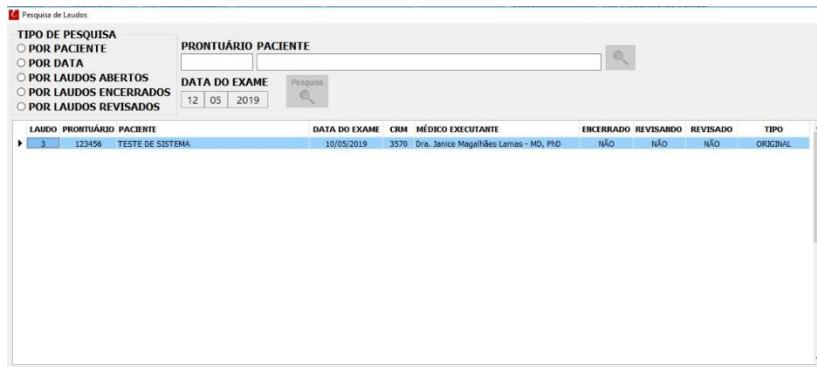 Pesquisa de Laudos
TIPO DE PESQUISA
POR PACIENTE
POR DATA
POR LAUDOS ABERTOS
POR LAUDOS ENCERRADOS
POR LAUDOS REVISADOS
PRONTUÁRIO PACIENTE
DATA DO EXAME
12 05 2019
Pesquisa
LAUDO PRONTUÁRIO PACIENTE DATA DO EXAME CRM MÉDICO EXECUTANTE ENCERRADO REVISANDO REVISADO TIPO
3 123456 TESTE DE SISTEMA 10/05/2019 3570 Dra. Janice Magalhães Lamas - MD, PhD NÃO NÃO NÃO ORIGINAL